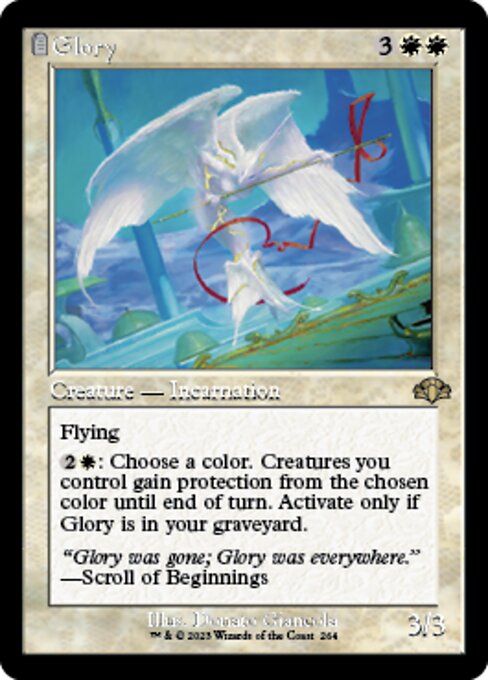 Glory 3
Creature — Incarnation
Flying
2: Choose a color. Creatures you
control gain protection from the chosen
color until end of turn. Activate only if
Glory is in your graveyard.
“Glory was gone; Glory was everywhere.”
—Scroll of Beginnings
Illus. Donato Giancola
™ & © 2023 Wizards of the Coast 264
3/3